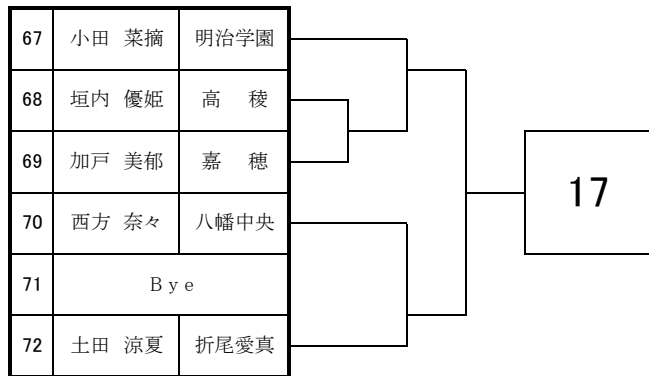 67 小田 菜摘 明治学園
68 垣内 優姫 高 稜
69 加戸 美郁 嘉 穂
70 西方 奈々 八幡中央
71 Bye
72 土田 涼夏 折尾愛真
17